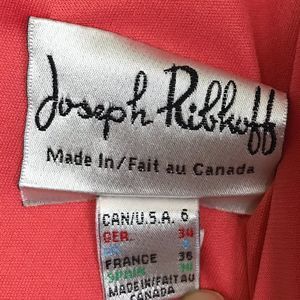 Joseph Ribkoff
Made In/Fait au Canada
CAN/U.S.A. 6
GER. 34
FRANCE 36
SPAIN
MADE IN/FAIT AU
CANADA